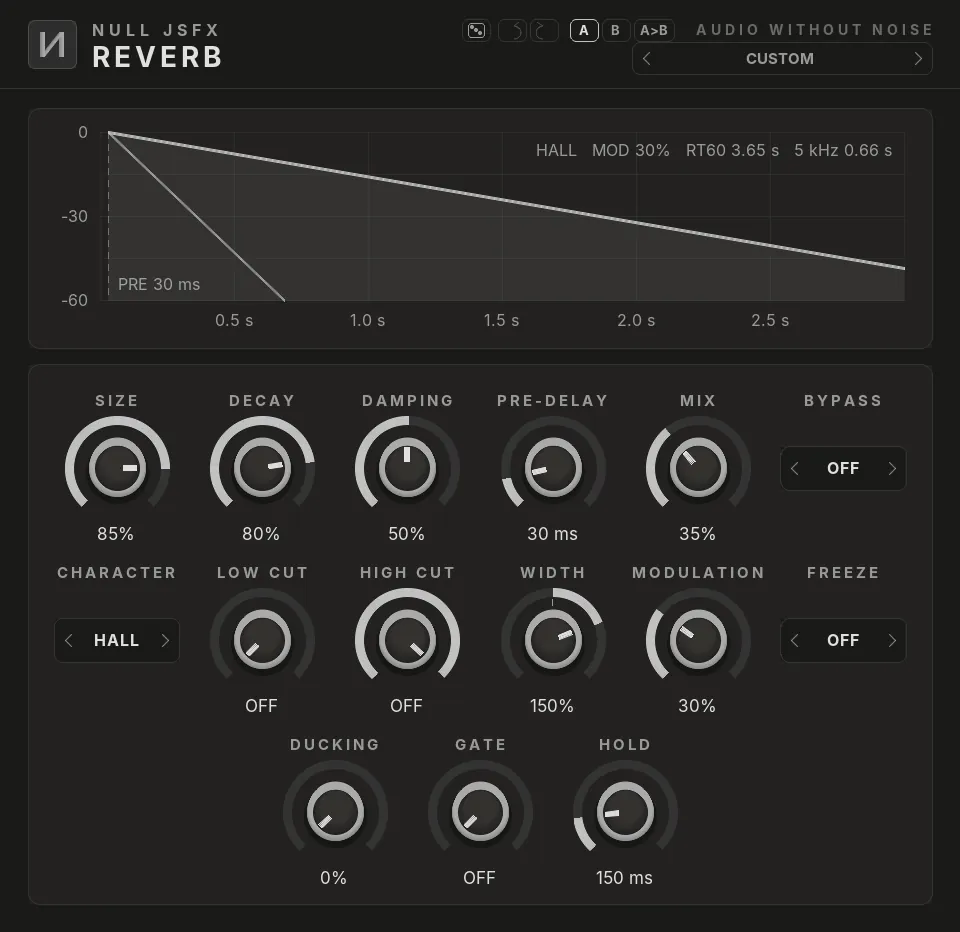 NULL JSFX
REVERB
A B A>B AUDIO WITHOUT NOISE
CUSTOM
0
HALL MOD 30% RT60 3.65 s 5 kHz 0.66 s
-30
PRE 30 ms
-60
0.5 s 1.0 s 1.5 s 2.0 s 2.5 s
SIZE DECAY DAMPING PRE-DELAY MIX BYPASS
OFF
85% 80% 50% 30 ms 35%
CHARACTER LOW CUT HIGH CUT WIDTH MODULATION FREEZE
HALL OFF
OFF OFF 150% 30%
DUCKING GATE HOLD
0% OFF 150 ms